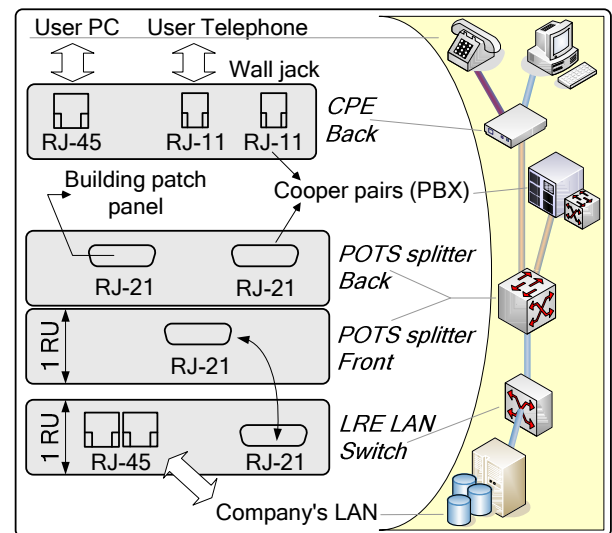 User PC User Telephone
Wall jack
RJ-45 RJ-11 RJ-11
CPE
Back
Building patch
panel
Cooper pairs (PBX)
RJ-21 RJ-21
POTS splitter
Back
1 RU
RJ-21
POTS splitter
Front
1 RU
RJ-45 RJ-21
LRE LAN
Switch
Company's LAN